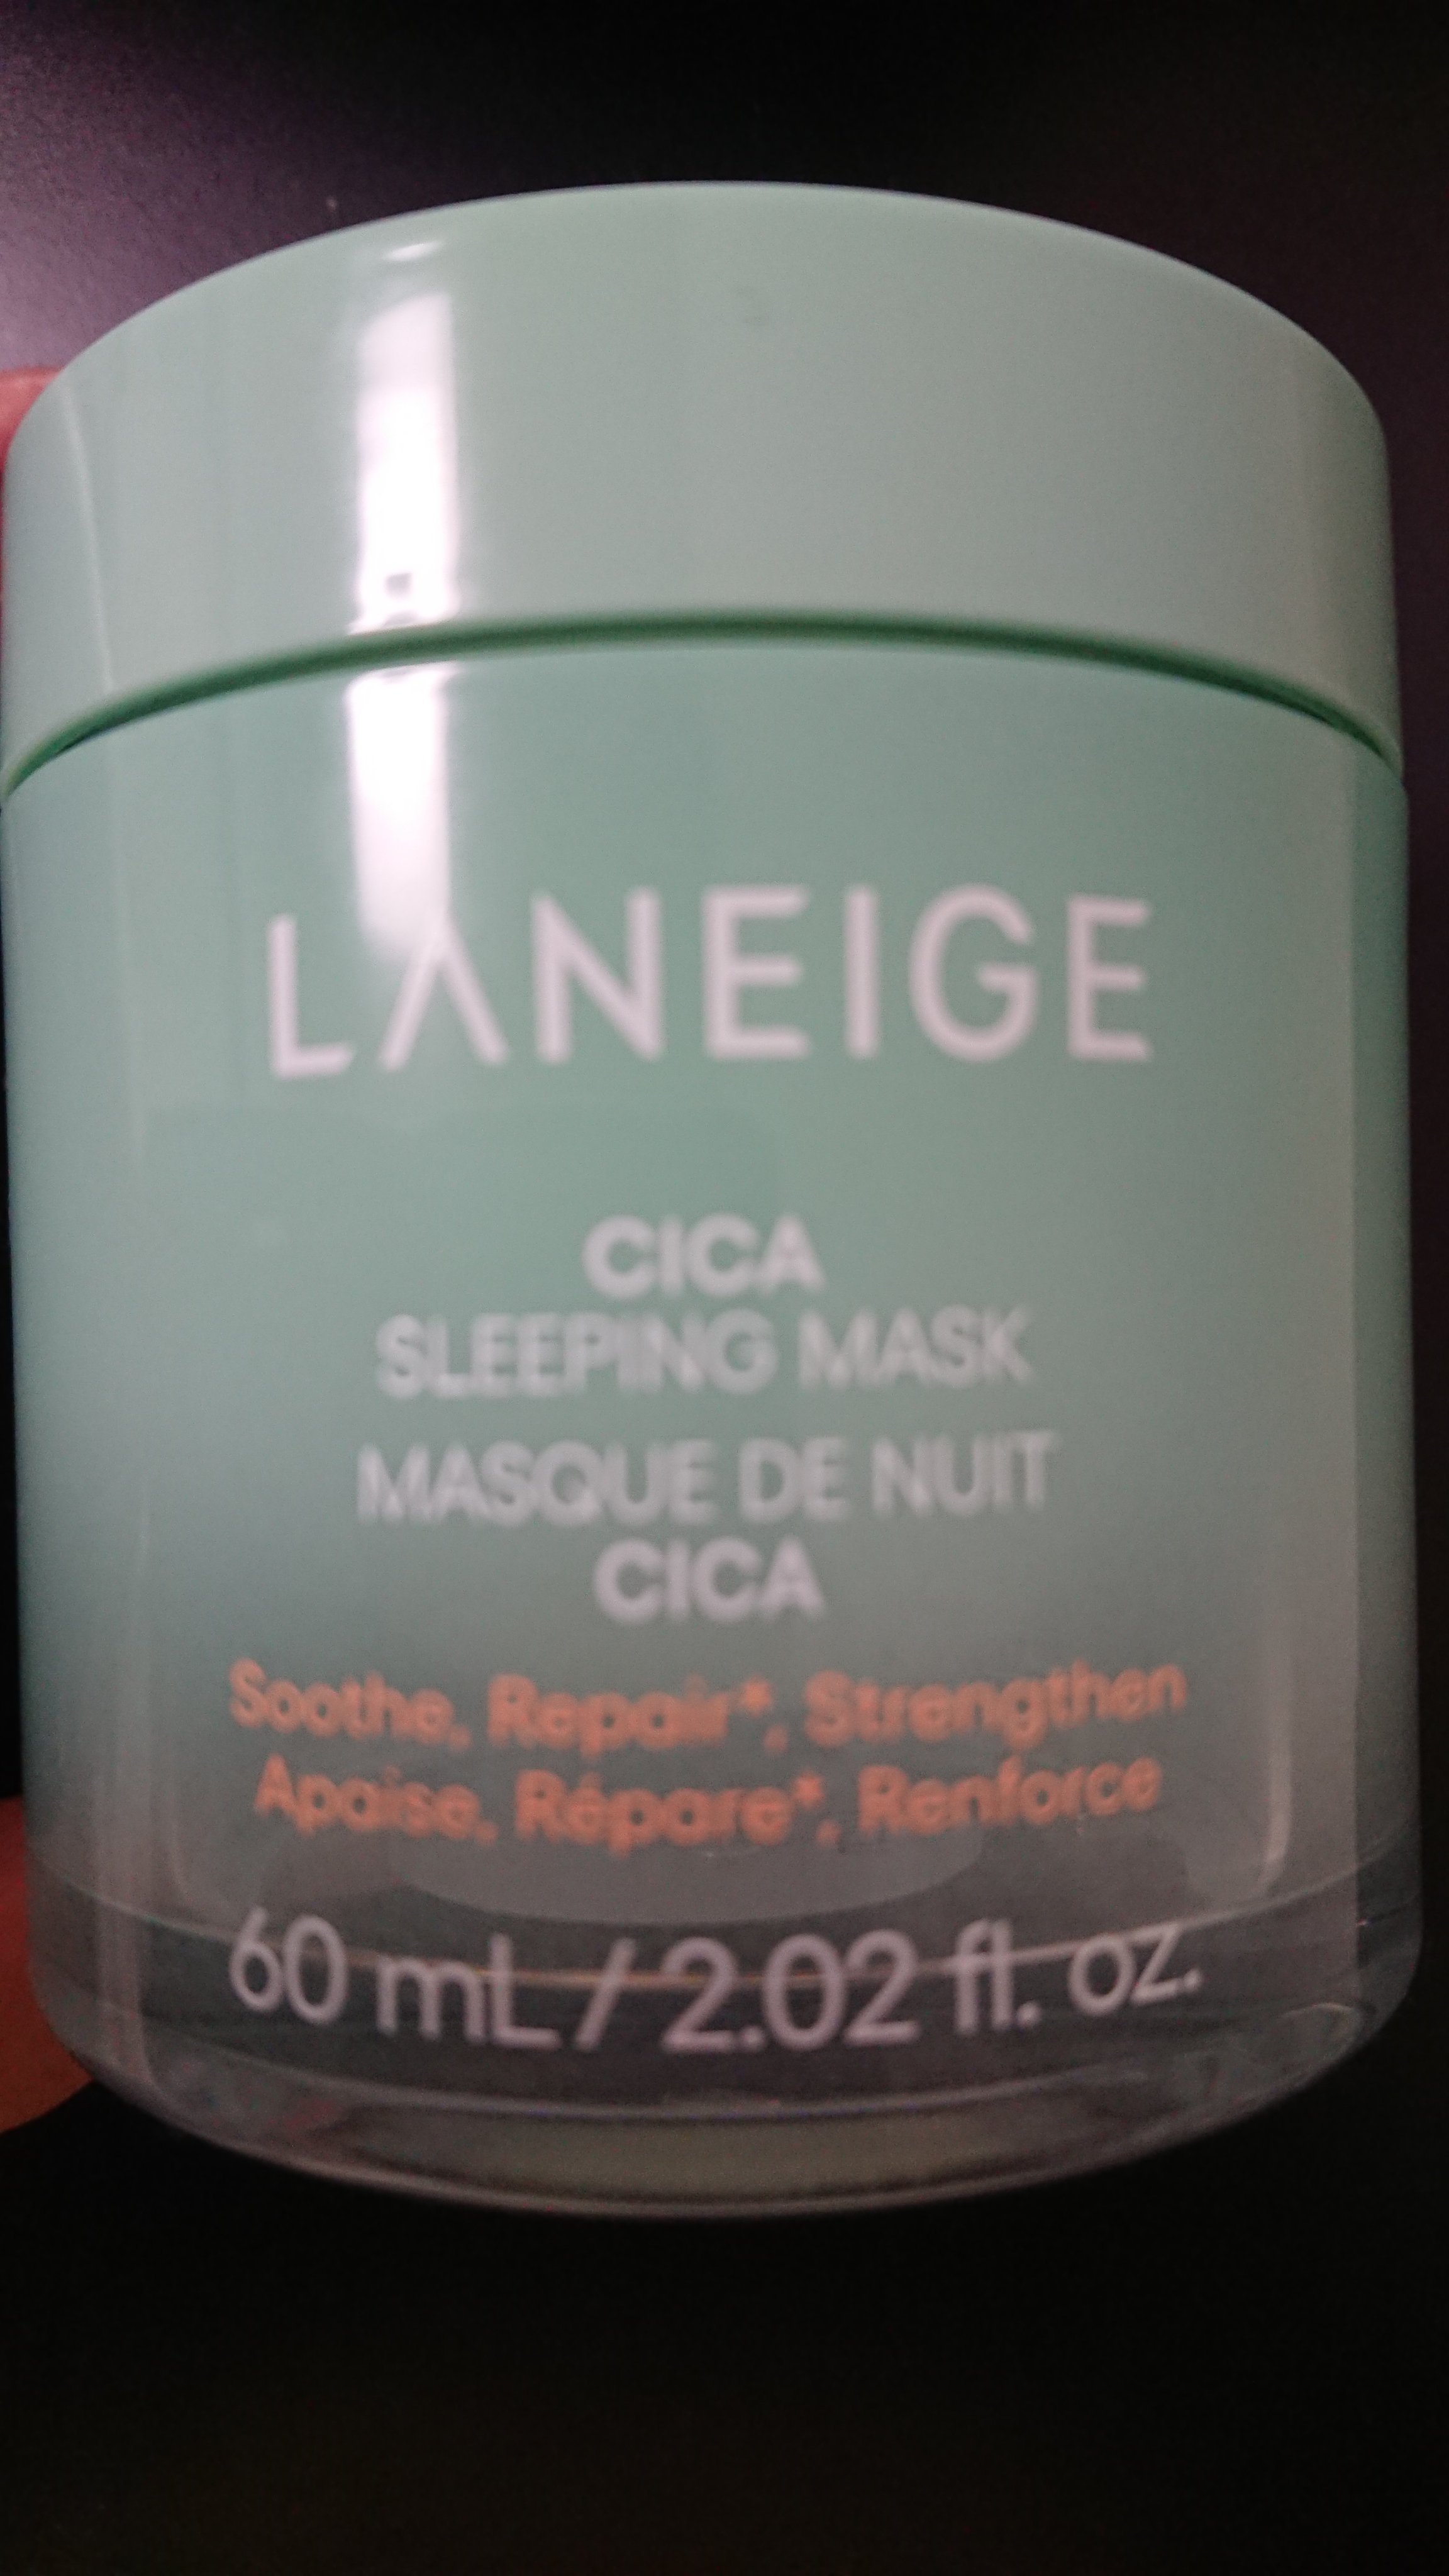 LANEIGE
CICA
SLEEPING MASK
MASQUE DE NUIT
CICA
Soothe, Repair*, Strengthen
Apaise, Répare*, Renforce
60 mL / 2.02 fl. oz.